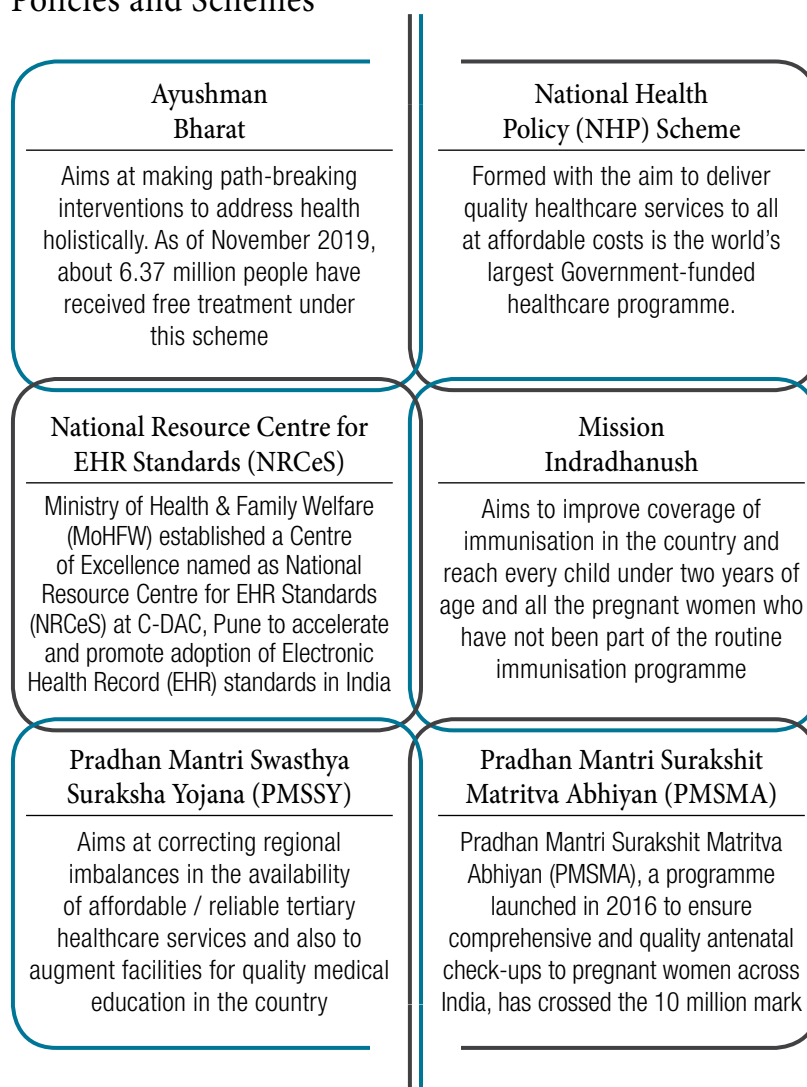 Policies and Schemes
Ayushman
Bharat
Aims at making path-breaking
interventions to address health
holistically. As of November 2019,
about 6.37 million people have
received free treatment under
this scheme
National Health
Policy (NHP) Scheme
Formed with the aim to deliver
quality healthcare services to all
at affordable costs is the world's
largest Government-funded
healthcare programme.
National Resource Centre for
EHR Standards (NRCeS)
Ministry of Health & Family Welfare
(MoHFW) established a Centre
of Excellence named as National
Resource Centre for EHR Standards
(NRCeS) at C-DAC, Pune to accelerate
and promote adoption of Electronic
Health Record (EHR) standards in India
Mission
Indradhanush
Aims to improve coverage of
immunisation in the country and
reach every child under two years of
age and all the pregnant women who
have not been part of the routine
immunisation programme
Pradhan Mantri Swasthya
Suraksha Yojana (PMSSY)
Aims at correcting regional
imbalances in the availability
of affordable / reliable tertiary
healthcare services and also to
augment facilities for quality medical
education in the country
Pradhan Mantri Surakshit
Matritva Abhiyan (PMSMA)
Pradhan Mantri Surakshit Matritva
Abhiyan (PMSMA), a programme
launched in 2016 to ensure
comprehensive and quality antenatal
check-ups to pregnant women across
India, has crossed the 10 million mark